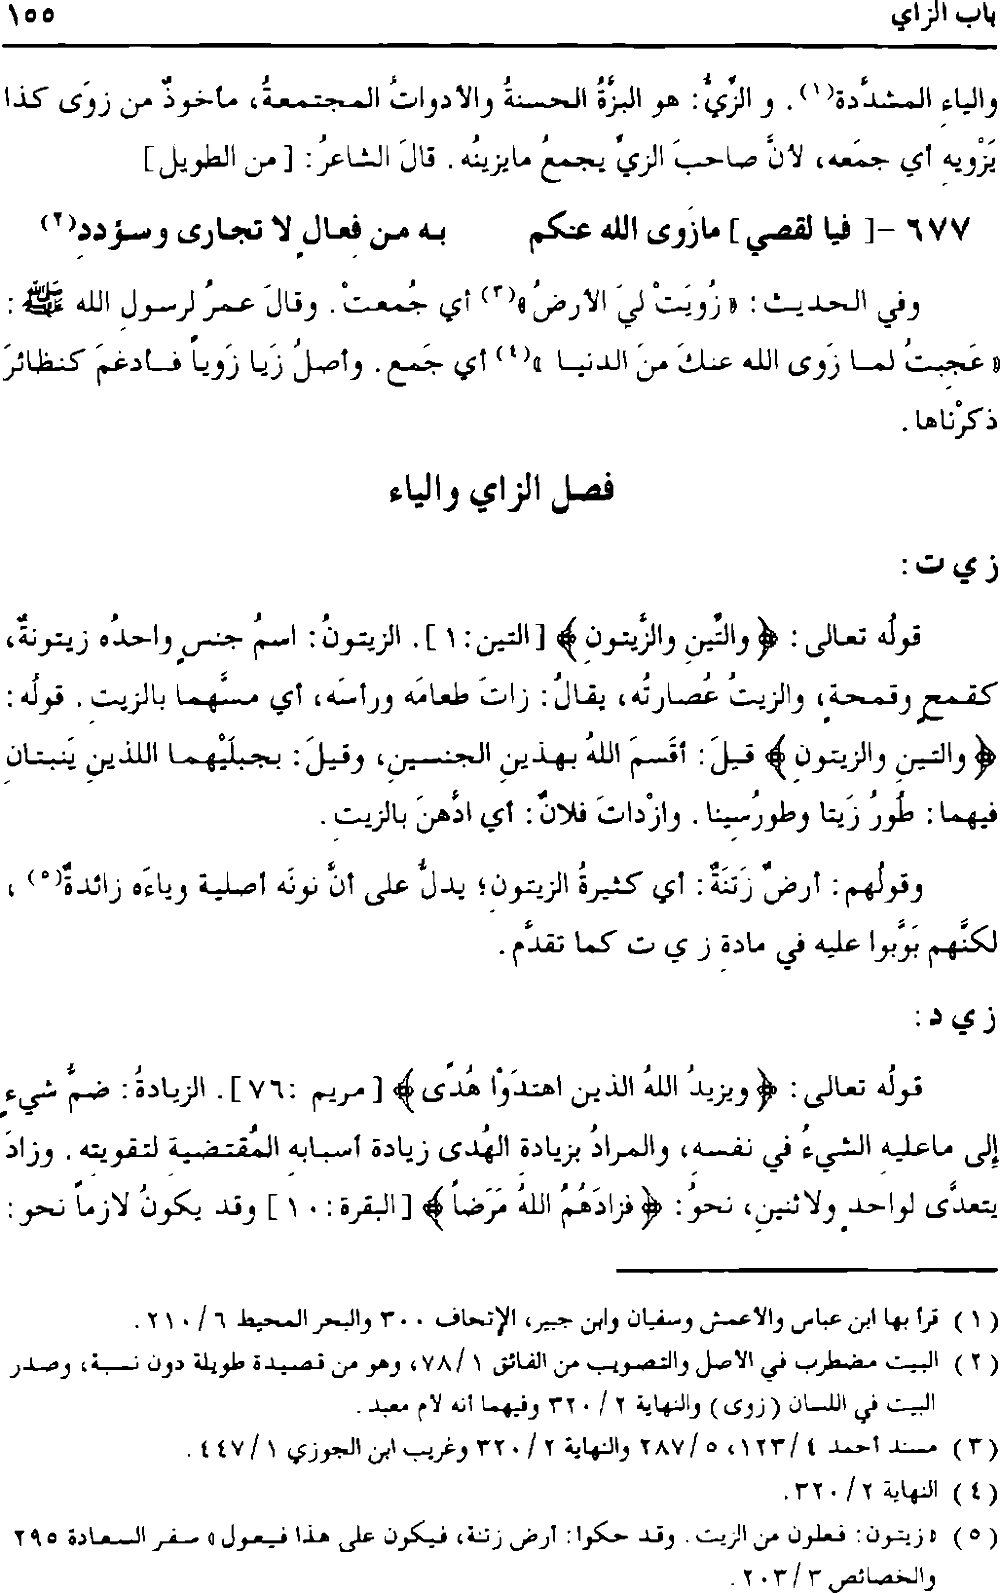 باب الزاي ١٥٥
والياءِ المشدَّدة(١). و الزِّيُّ: هو البزَّةُ الحسنةُ والأدواتُ المجتمعةُ، مأخوذٌ من زوَى كذا
يَزْويهِ أي جمَعه، لأنَّ صاحبَ الزيِّ يجمعُ مايزينُه. قالَ الشاعرُ: [من الطويل]
٦٧٧ -[ فيا لقصي] مازَوى الله عنكم به من فِعالٍ لا تجارى وسؤددِ(٢)
وفي الحديث: «زُويَتْ ليَ الأرضُ»(٣) أي جُمعتْ. وقالَ عمرُ لرسولِ الله ﷺ:
«عَجِبتُ لما زَوى الله عنكَ منَ الدنيا »(٤) أي جَمع. وأصلُ زَيا زَوياً فأدغمَ كنظائرَ
ذكرْناها.
فصل الزاي والياء
ز ي ت:
قولُه تعالى: ﴿والتِّينِ والزَّيتونِ﴾ [التين:١]. الزيتونُ: اسمُ جنسٍ واحدُه زيتونةٌ،
كقمحٍ وقمحةٍ، والزيتُ عُصارتُه، يقالُ: زاتَ طعامَه ورأسَه، أي مسَّهما بالزيتِ. قولُه:
﴿والتينِ والزيتونِ﴾ قيلَ: أقسَمَ اللهُ بهذينِ الجنسينِ، وقيلَ: بجبلَيْهما اللذينِ يَنبتانِ
فيهما: طُورُ زَيتا وطورُسِينا. وازْداتَ فلانٌ: أي ادَّهنَ بالزيتِ.
وقولُهم: أرضٌ زَتنَةٌ: أي كثيرةُ الزيتونِ؛ يدلُّ على أنَّ نونَه أصلية وياءَه زائدةٌ(٥)،
لكنَّهم بَوَّبوا عليه في مادةِ ز ي ت كما تقدَّم.
ز ي د:
قولُه تعالى: ﴿ويزيدُ اللهُ الذين اهتدَوْا هُدًى﴾ [مريم :٧٦]. الزيادةُ: ضمُّ شيءٍ
إلى ماعليهِ الشيءُ في نفسهِ، والمرادُ بزيادةِ الهُدى زيادة أسبابهِ المُقتضيةِ لتقويتهِ. وزادَ
يتعدَّى لواحدٍ ولاثنينِ، نحوُ: ﴿فزادَهُمُ اللهُ مَرَضاً﴾ [البقرة:١٠] وقد يكونُ لازماً نحو:
(١) قرأ بها ابن عباس والأعمش وسفيان وابن جبير، الإتحاف ٣٠٠ والبحر المحيط ٦/٢١٠.
(٢) البيت مضطرب في الأصل والتصويب من الفائق ١/٧٨، وهو من قصيدة طويلة دون نسبة، وصدر
البيت في اللسان (زوى) والنهاية ٢/٣٢٠ وفيهما أنه لأم معبد.
(٣) مسند أحمد ٤/١٢٣، ٥/٢٨٧ والنهاية ٢/٣٢٠ وغريب ابن الجوزي ١/٤٤٧.
(٤) النهاية ٢/٣٢٠.
(٥) «زيتون: فعلون من الزيت. وقد حكوا: أرض زتنة، فيكون على هذا فيعول» سفر السعادة ٢٩٥
والخصائص ٣/٢٠٣.